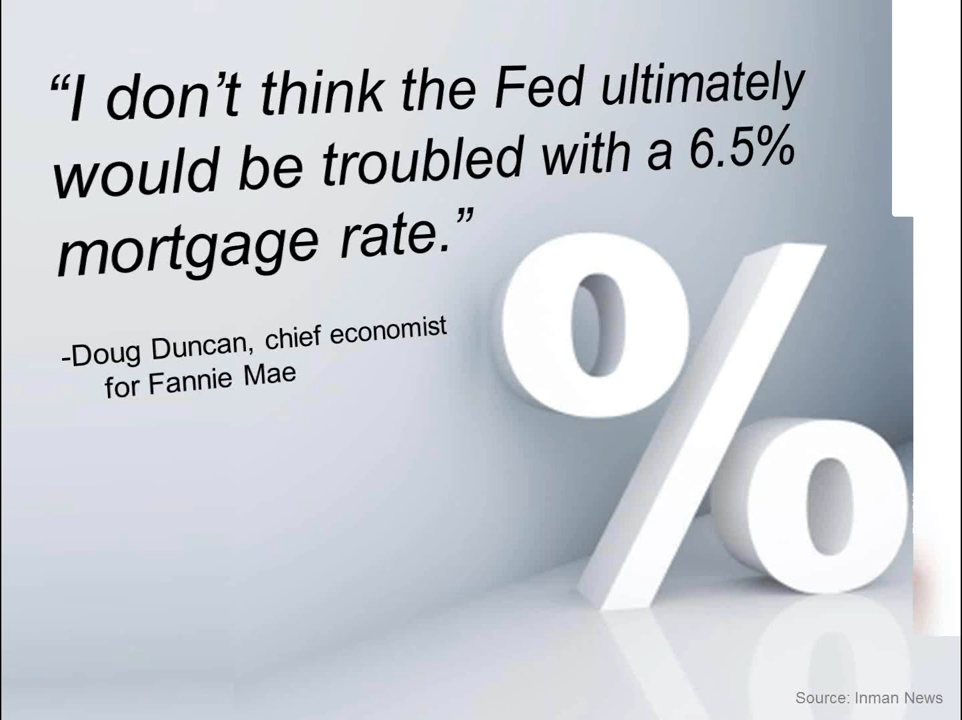 “I don’t think the Fed ultimately
would be troubled with a 6.5%
mortgage rate.”
-Doug Duncan, chief economist
for Fannie Mae
%
Source: Inman News